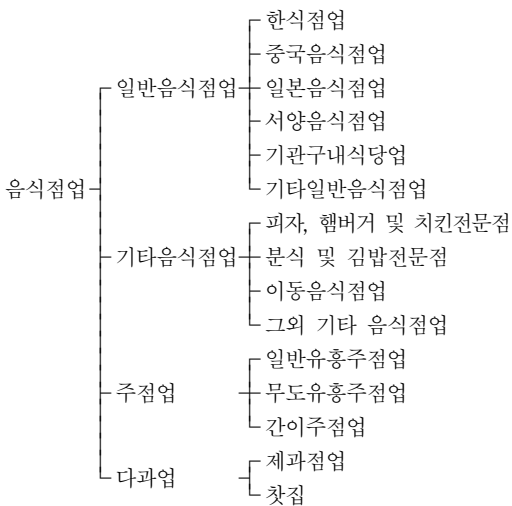 한식점업
중국음식점업
일반음식점업
일본음식점업
서양음식점업
기관구내식당업
음식점업
기타일반음식점업
피자, 햄버거 및 치킨전문점
기타음식점업
분식 및 김밥전문점
이동음식점업
그외 기타 음식점업
일반유흥주점업
주점업
무도유흥주점업
간이주점업
제과점업
다과업
찻집